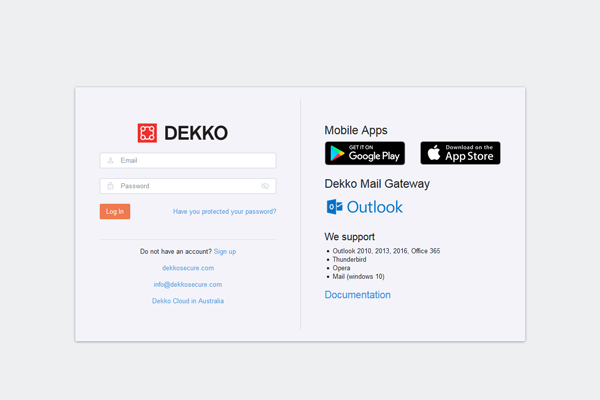 DEKKO
Email
Password
Log In
Have you protected your password?
Do not have an account? Sign up
dekkosecure.com
info@dekkosecure.com
Dekko Cloud in Australia
Mobile Apps
GET IT ON
Google Play
Download on the
App Store
Dekko Mail Gateway
Outlook
We support
Outlook 2010, 2013, 2016, Office 365
Thunderbird
Opera
Mail (windows 10)
Documentation